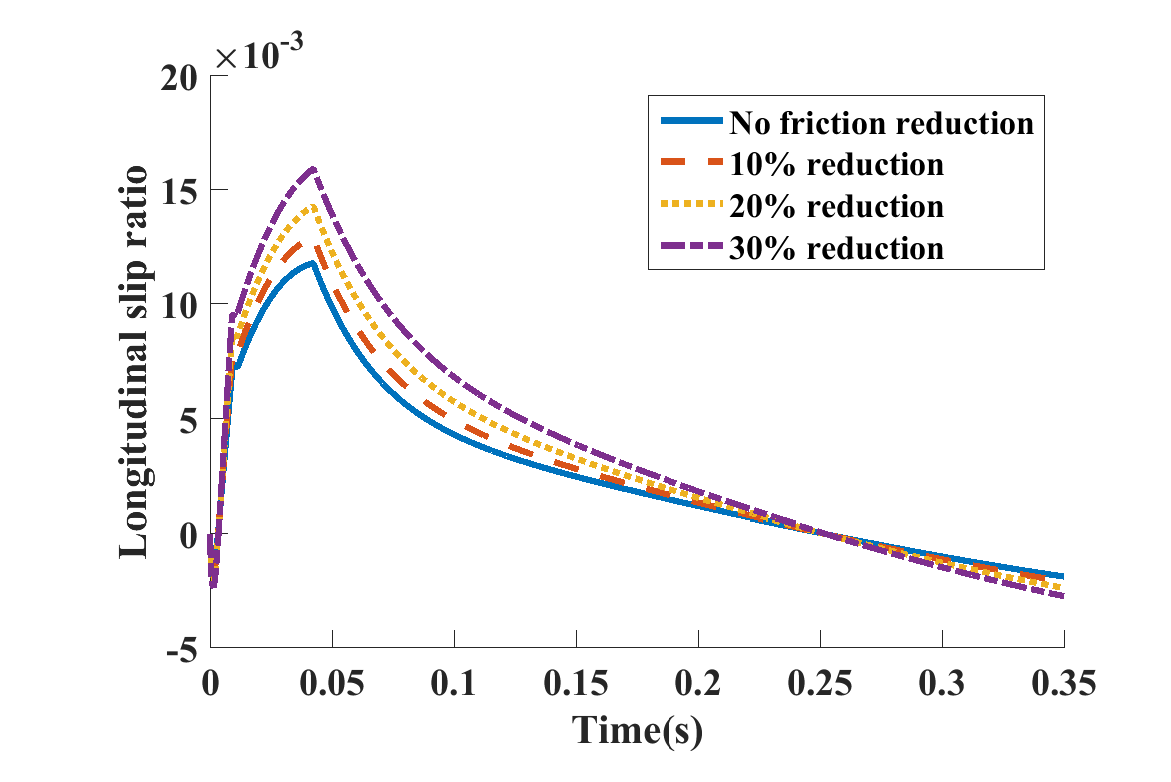 ×10-3
20
15
10
5
0
-5
Longitudinal slip ratio
No friction reduction
10% reduction
20% reduction
30% reduction
0 0.05 0.1 0.15 0.2 0.25 0.3 0.35
Time(s)